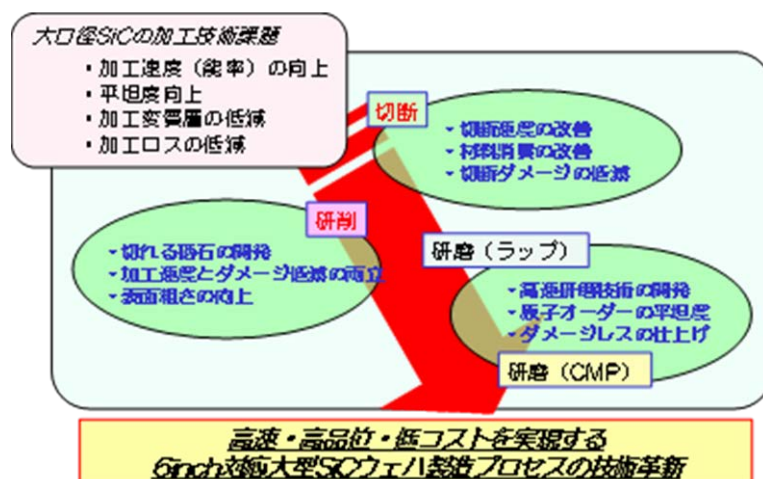 大口径SiCの加工技術課題
・加工速度（能率）の向上
・平坦度向上
・加工変質層の低減
・加工ロスの低減
切断
・切断速度の改善
・材料消費の改善
・切断ダメージの低減
研削
・切れる砥石の開発
・加工速度とダメージ低減の両立
・表面粗さの向上
研磨（ラップ）
・高速研磨技術の開発
・原子オーダーの平坦度
・ダメージレスの仕上げ
研磨（CMP）
高速・高品位・低コストを実現する
6inch対応大型SiCウェハ製造プロセスの技術革新